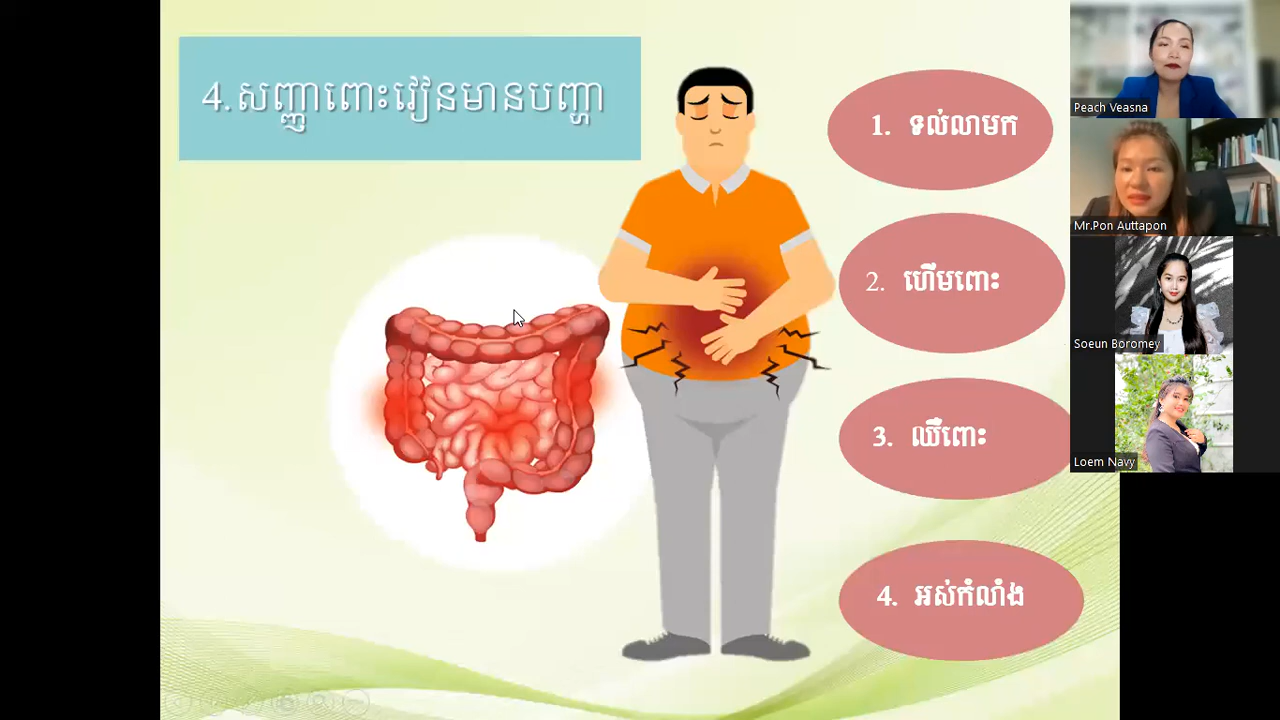 4. សញ្ញាពោះវៀនមានបញ្ហា
1. ទល់លាមក
2. ហើមពោះ
3. ឈឺពោះ
4. អស់កំលាំង
Peach Veasna
Mr.Pon Auttapon
Soeun Boromey
Loem Navy